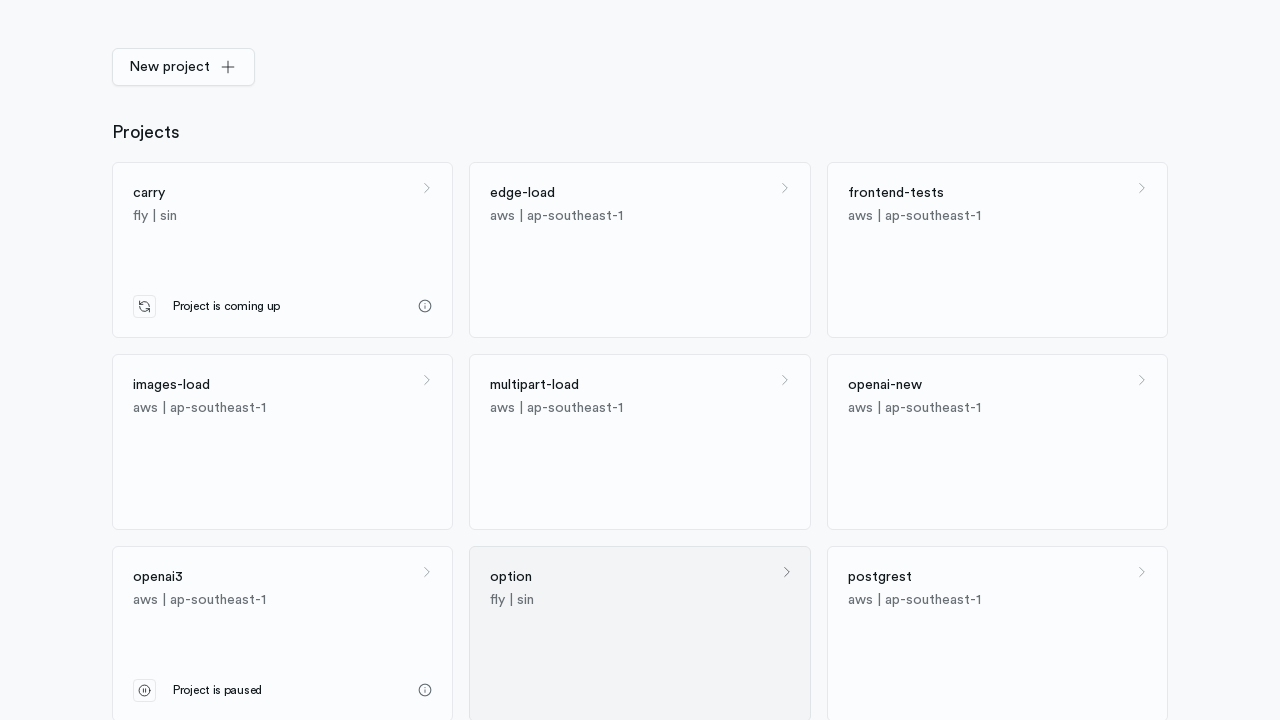 New project
Projects
carry
fly | sin
Project is coming up
edge-load
aws | ap-southeast-1
frontend-tests
aws | ap-southeast-1
images-load
aws | ap-southeast-1
multipart-load
aws | ap-southeast-1
openai-new
aws | ap-southeast-1
openai3
aws | ap-southeast-1
Project is paused
option
fly | sin
postgrest
aws | ap-southeast-1